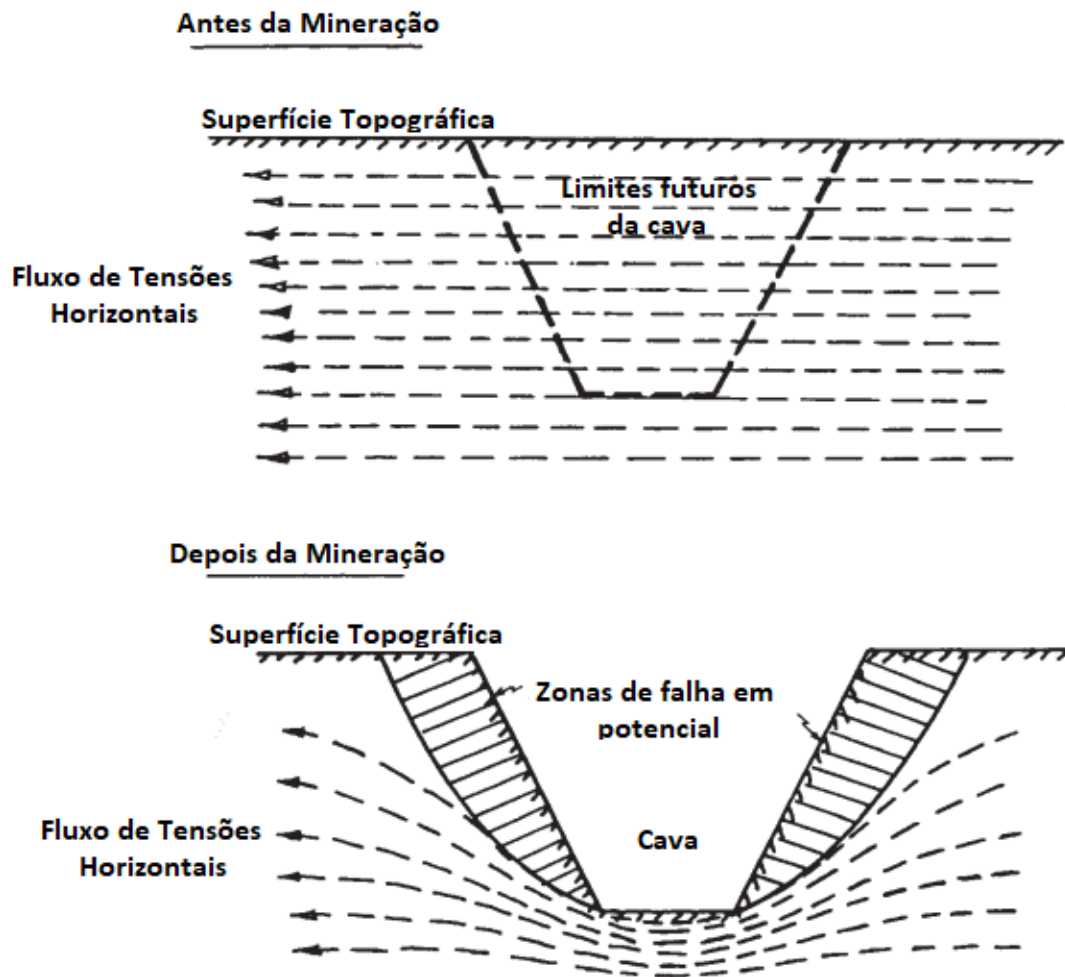 Antes da Mineração
Superfície Topográfica
Limites futuros
da cava
Fluxo de Tensões
Horizontais
Depois da Mineração
Superfície Topográfica
Zonas de falha em
potencial
Fluxo de Tensões
Horizontais
Cava